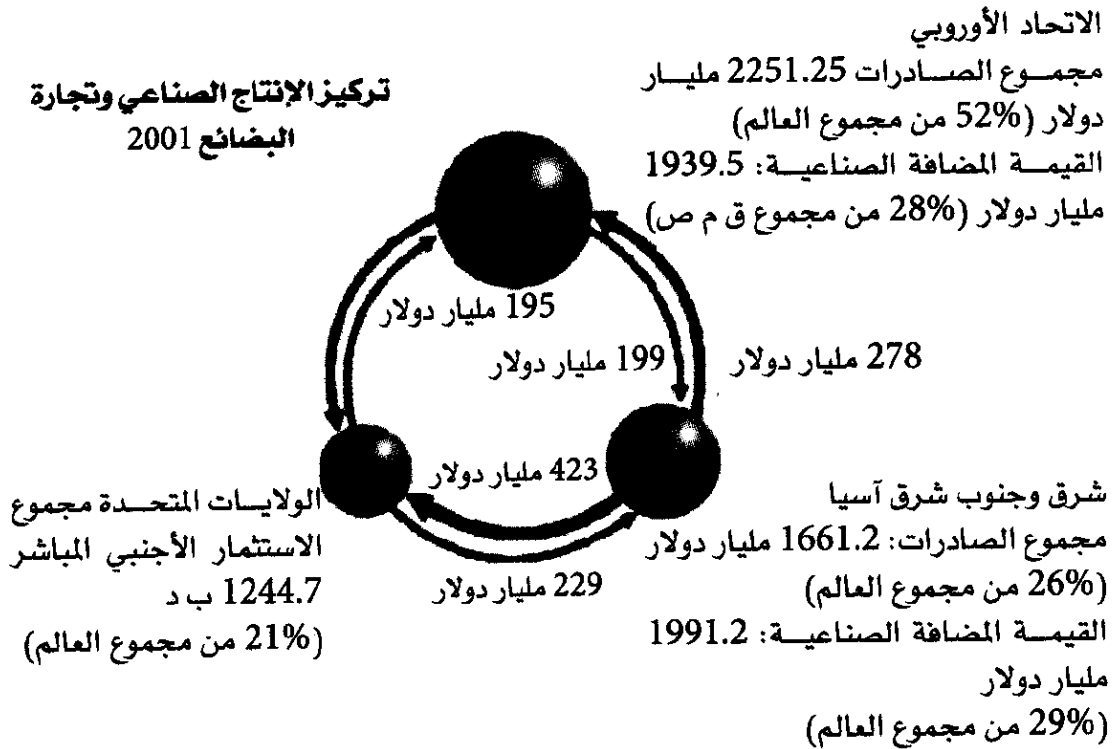 الاتحاد الأوروبي
مجموع الصادرات 2251.25 مليار
دولار (52% من مجموع العالم)
القيمة المضافة الصناعية: 1939.5
مليار دولار (28% من مجموع ق م ص)
تركيز الإنتاج الصناعي وتجارة
البضائع 2001
195 مليار دولار
199 مليار دولار
278 مليار دولار
423 مليار دولار
229 مليار دولار
شرق وجنوب شرق آسيا
مجموع الصادرات: 1661.2 مليار دولار
(26% من مجموع العالم)
القيمة المضافة الصناعية: 1991.2
مليار دولار
(29% من مجموع العالم)
الولايات المتحدة مجموع
الاستثمار الأجنبي المباشر
1244.7 ب د
(21% من مجموع العالم)